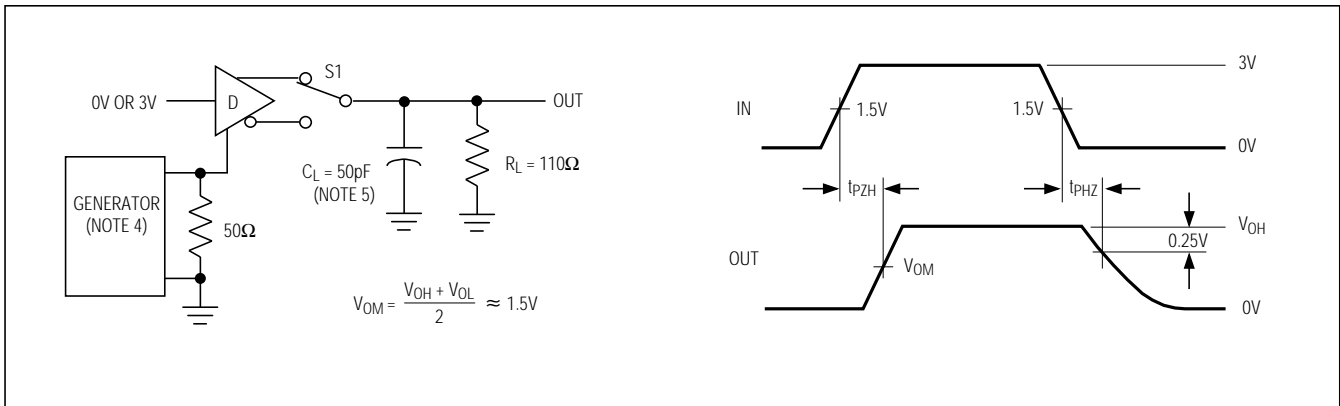 S1
0V OR 3V
D
OUT
C_L = 50pF
(NOTE 5)
R_L = 110Ω
GENERATOR
(NOTE 4)
50Ω
V_OM = (V_OH + V_OL) / 2 ≈ 1.5V
3V
IN
1.5V
1.5V
0V
t_PZH
t_PHZ
V_OH
0.25V
OUT
V_OM
0V